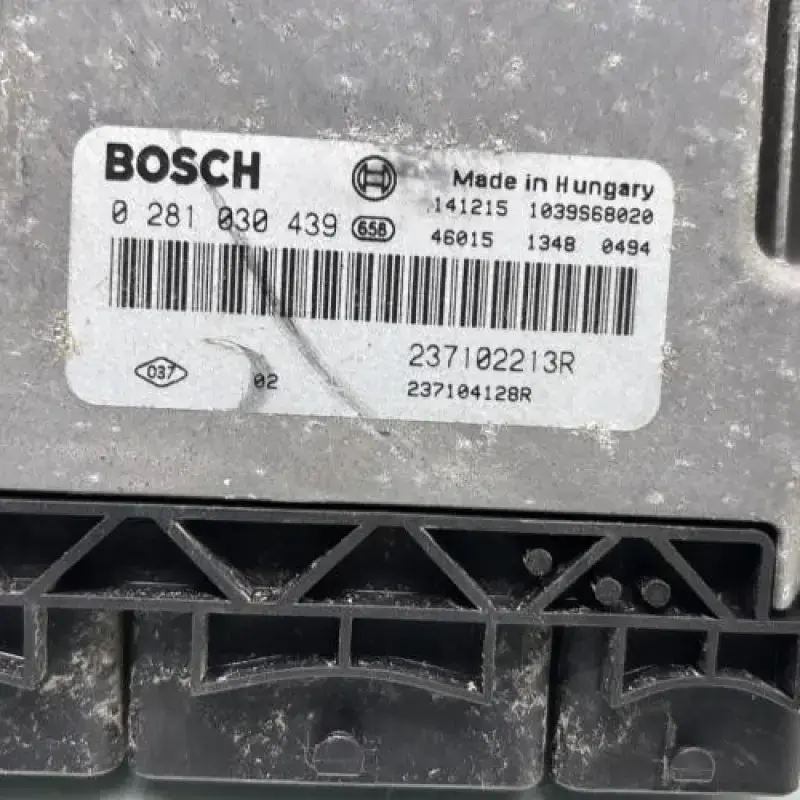 BOSCH
Made in Hungary
0 281 030 439 658
141215 1039S68020
46015 1348 0494
237102213R
037 02
237104128R